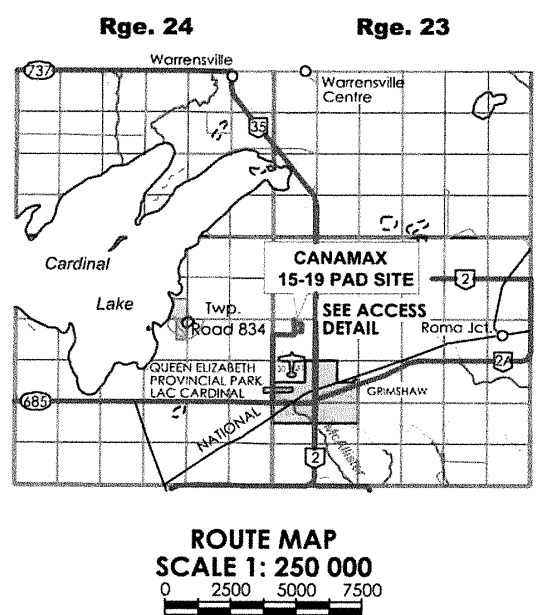 Rge. 24
Rge. 23
Warrensville
737
Warrensville
Centre
35
Cardinal
Lake
CANAMAX
15-19 PAD SITE
2
Twp.
Road 834
SEE ACCESS
DETAIL
Roma Jct.
2A
QUEEN ELIZABETH
PROVINCIAL PARK
LAC CARDINAL
GRIMSHAW
685
NATIONAL
McAllister
2
ROUTE MAP
SCALE 1: 250 000
0 2500 5000 7500